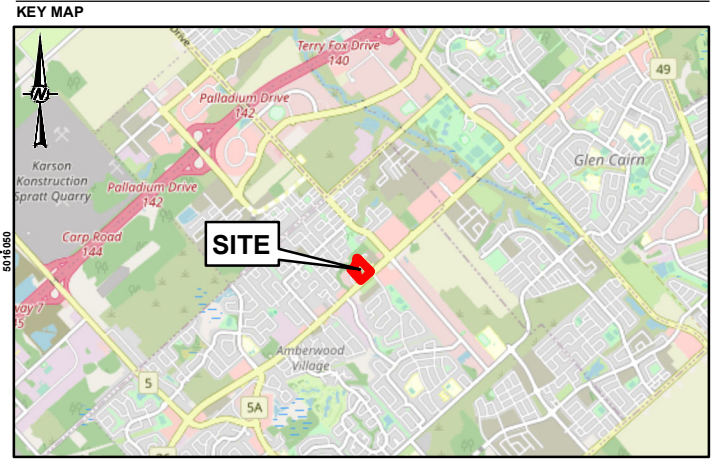 KEY MAP
Terry Fox Drive
140
49
Palladium Drive
142
N
Glen Cairn
Karson
Konstruction
Spratt Quarry
Palladium Drive
142
5016050
Carp Road
144
SITE
Amberwood
Village
5
5A